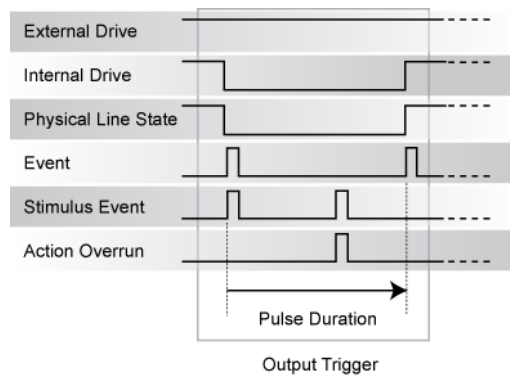 External Drive
Internal Drive
Physical Line State
Event
Stimulus Event
Action Overrun
Pulse Duration
Output Trigger